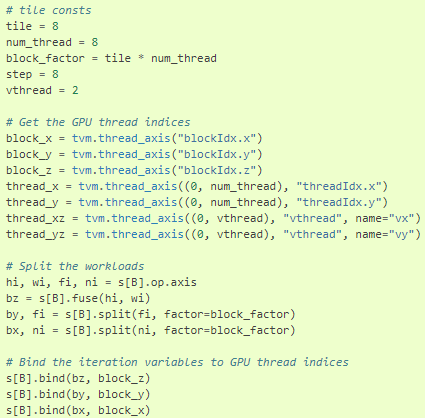 # tile consts
tile = 8
num_thread = 8
block_factor = tile * num_thread
step = 8
vthread = 2
# Get the GPU thread indices
block_x = tvm.thread_axis("blockIdx.x")
block_y = tvm.thread_axis("blockIdx.y")
block_z = tvm.thread_axis("blockIdx.z")
thread_x = tvm.thread_axis((0, num_thread), "threadIdx.x")
thread_y = tvm.thread_axis((0, num_thread), "threadIdx.y")
thread_xz = tvm.thread_axis((0, vthread), "vthread", name="vx")
thread_yz = tvm.thread_axis((0, vthread), "vthread", name="vy")
# Split the workloads
hi, wi, fi, ni = s[B].op.axis
bz = s[B].fuse(hi, wi)
by, fi = s[B].split(fi, factor=block_factor)
bx, ni = s[B].split(ni, factor=block_factor)
# Bind the iteration variables to GPU thread indices
s[B].bind(bz, block_z)
s[B].bind(by, block_y)
s[B].bind(bx, block_x)